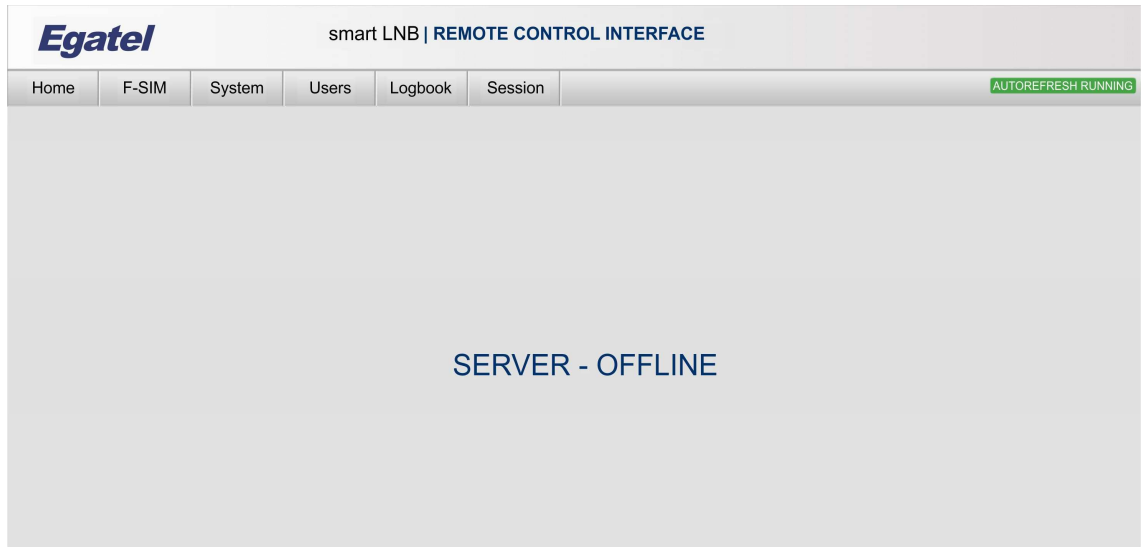 Egatel
smart LNB | REMOTE CONTROL INTERFACE
Home F-SIM System Users Logbook Session AUTOREFRESH RUNNING
SERVER - OFFLINE